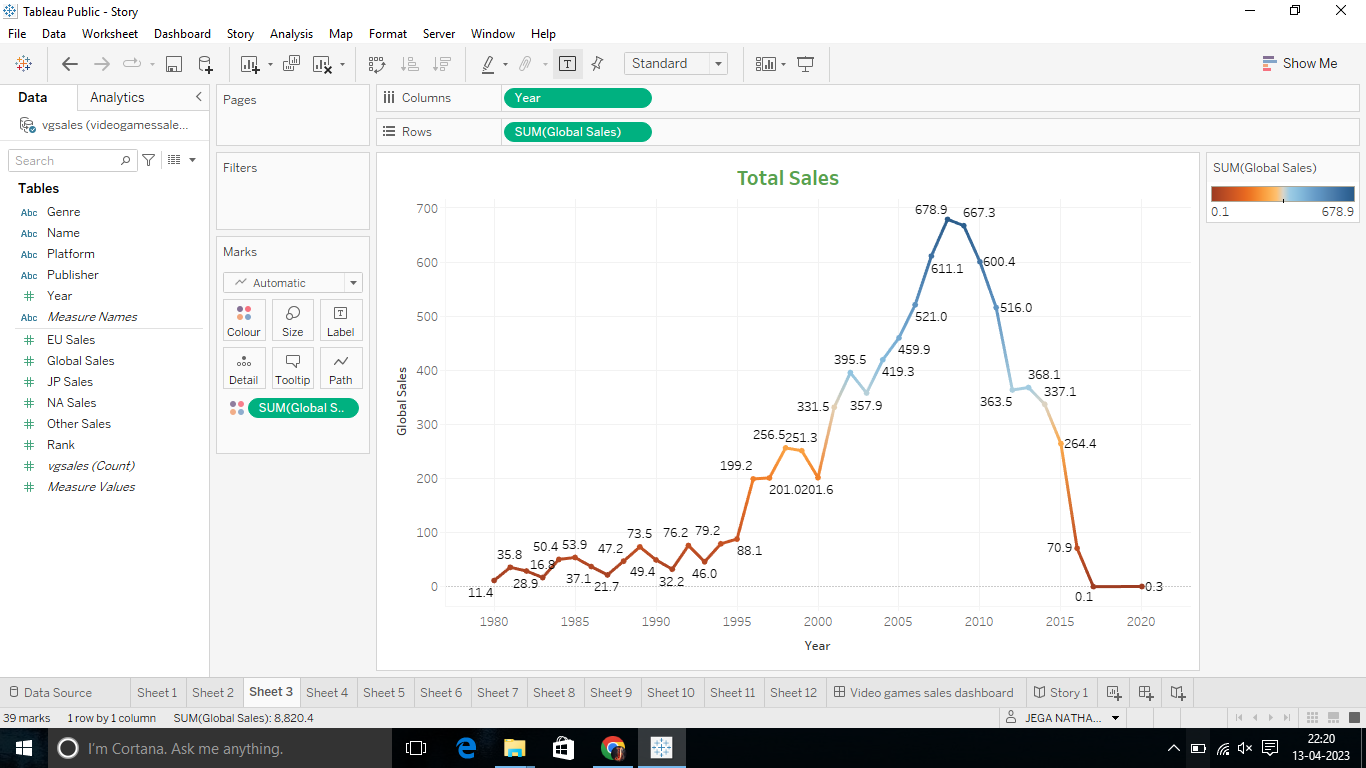 Tableau Public - Story
File Data Worksheet Dashboard Story Analysis Map Format Server Window Help
Standard
Show Me
Data Analytics
vgsales (videogamessale...
Search
Tables
Abc Genre
Abc Name
Abc Platform
Abc Publisher
# Year
Abc Measure Names
# EU Sales
# Global Sales
# JP Sales
# NA Sales
# Other Sales
# Rank
# vgsales (Count)
# Measure Values
Pages
Filters
Marks
Automatic
Colour Size Label
Detail Tooltip Path
SUM(Global S..
Columns Year
Rows SUM(Global Sales)
Total Sales
Global Sales
700
600
500
400
300
200
100
0
11.4
35.8
28.9
16.8
50.4
53.9
37.1
21.7
47.2
73.5
49.4
32.2
76.2
46.0
79.2
88.1
199.2
201.0
256.5
251.3
201.6
331.5
395.5
357.9
419.3
459.9
521.0
611.1
678.9
667.3
600.4
516.0
363.5
368.1
337.1
264.4
70.9
0.1
0.3
1980 1985 1990 1995 2000 2005 2010 2015 2020
Year
SUM(Global Sales)
0.1 678.9
Data Source Sheet 1 Sheet 2 Sheet 3 Sheet 4 Sheet 5 Sheet 6 Sheet 7 Sheet 8 Sheet 9 Sheet 10 Sheet 11 Sheet 12 Video games sales dashboard Story 1
39 marks 1 row by 1 column SUM(Global Sales): 8,820.4 JEGA NATHA...
I'm Cortana. Ask me anything.
22:20
13-04-2023